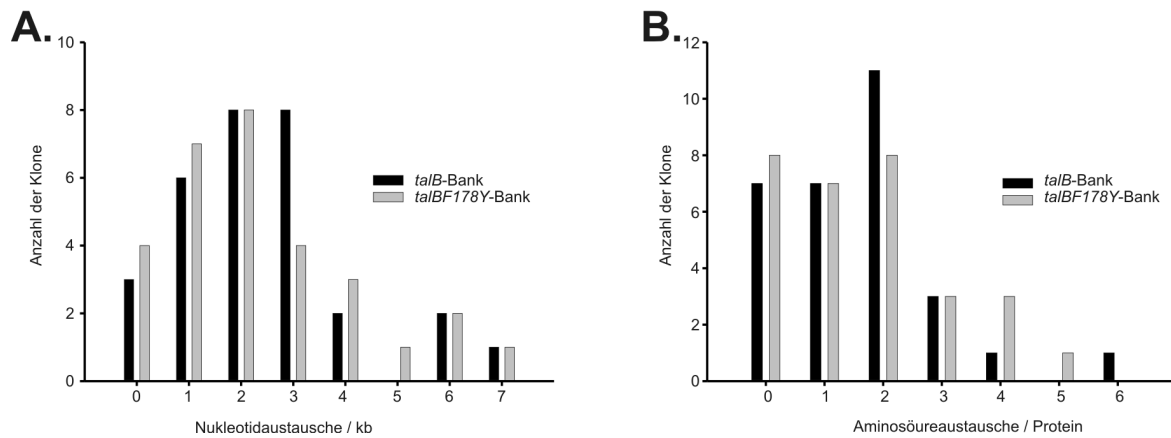 A.
10
8
6
4
2
0
Anzahl der Klone
talB-Bank
talBF178Y-Bank
0 1 2 3 4 5 6 7
Nukleotidaustausche / kb
B.
12
10
8
6
4
2
0
Anzahl der Klone
talB-Bank
talBF178Y-Bank
0 1 2 3 4 5 6
Aminosöureaustausche / Protein